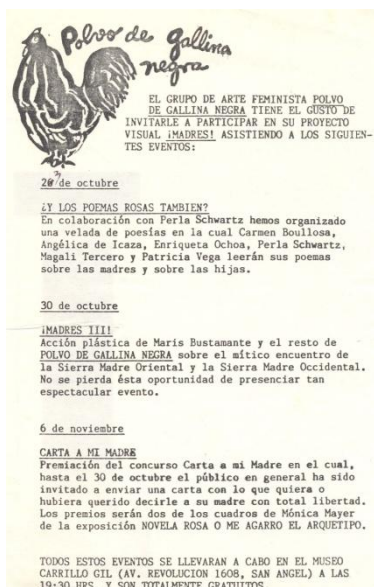 Polvo de Gallina
negra
EL GRUPO DE ARTE FEMINISTA POLVO
DE GALLINA NEGRA TIENE EL GUSTO DE
INVITARLE A PARTICIPAR EN SU PROYECTO
VISUAL ¡MADRES! ASISTIENDO A LOS SIGUIEN-
TES EVENTOS:
de octubre
¿Y LOS POEMAS ROSAS TAMBIEN?
En colaboración con Perla Schwartz hemos organizado
una velada de poesías en la cual Carmen Boullosa,
Angélica de Icaza, Enriqueta Ochoa, Perla Schwartz,
Magali Tercero y Patricia Vega leerán sus poemas
sobre las madres y sobre las hijas.
30 de octubre
¡MADRES III!
Acción plástica de Maris Bustamante y el resto de
POLVO DE GALLINA NEGRA sobre el mítico encuentro de
la Sierra Madre Oriental y la Sierra Madre Occidental.
No se pierda ésta oportunidad de presenciar tan
espectacular evento.
6 de noviembre
CARTA A MI MADRE
Premiación del concurso Carta a mi Madre en el cual,
hasta el 30 de octubre el público en general ha sido
invitado a enviar una carta con lo que quiera o
hubiera querido decirle a su madre con total libertad.
Los premios serán dos de los cuadros de Mónica Mayer
de la exposición NOVELA ROSA O ME AGARRO EL ARQUETIPO.
TODOS ESTOS EVENTOS SE LLEVARAN A CABO EN EL MUSEO
CARRILLO GIL (AV. REVOLUCION 1608, SAN ANGEL) A LAS
19:30 HRS. Y SON TOTALMENTE GRATUITOS